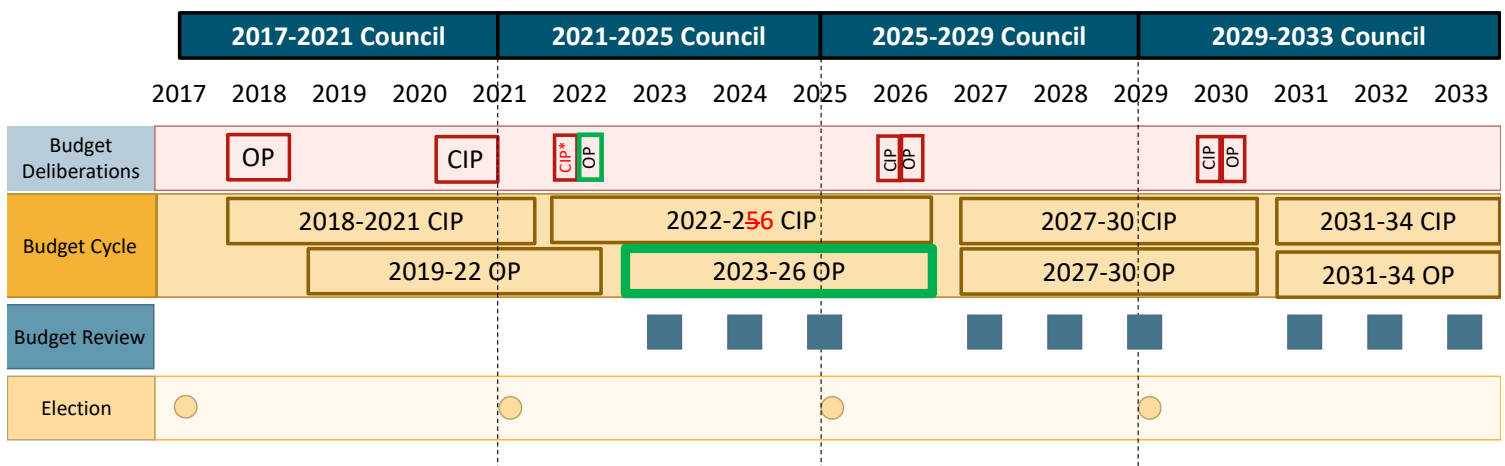 2017-2021 Council 2021-2025 Council 2025-2029 Council 2029-2033 Council
2017 2018 2019 2020 2021 2022 2023 2024 2025 2026 2027 2028 2029 2030 2031 2032 2033
Budget
Deliberations
OP CIP CIP* OP CIP OP CIP OP
Budget Cycle
2018-2021 CIP 2022-256 CIP 2027-30 CIP 2031-34 CIP
2019-22 OP 2023-26 OP 2027-30 OP 2031-34 OP
Budget Review
Election